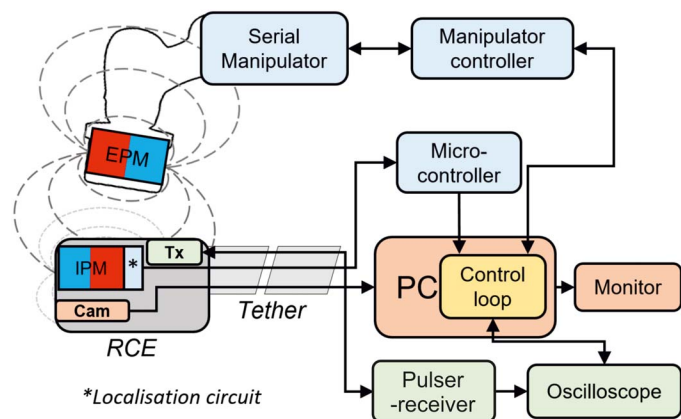 Serial
Manipulator
Manipulator
controller
EPM
Micro-
controller
IPM
*
Tx
Cam
RCE
Tether
PC
Control
loop
Monitor
Pulser
-receiver
Oscilloscope
*Localisation circuit